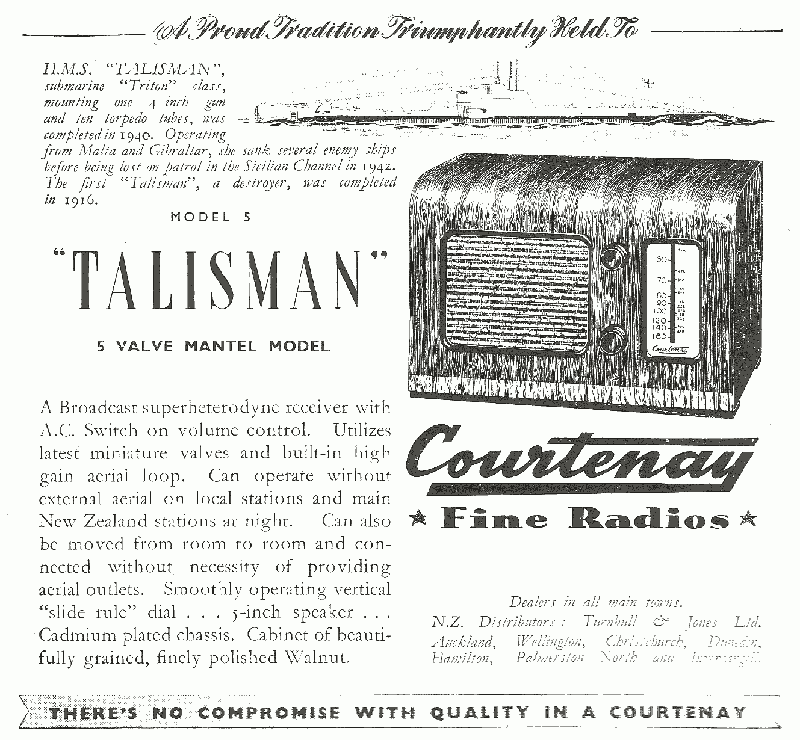 A Proud Tradition Triumphantly Held To
H.M.S. "TALISMAN",
submarine "Triton" class,
mounting one 4 inch gun
and ten torpedo tubes, was
completed in 1940. Operating
from Malta and Gibraltar, she sank several enemy ships
before being lost on patrol in the Sicilian Channel in 1942.
The first "Talisman", a destroyer, was completed
in 1916.
MODEL 5
"TALISMAN"
5 VALVE MANTEL MODEL
A Broadcast superheterodyne receiver with
A.C. Switch on volume control. Utilizes
latest miniature valves and built-in high
gain aerial loop. Can operate without
external aerial on local stations and main
New Zealand stations at night. Can also
be moved from room to room and con-
nected without necessity of providing
aerial outlets. Smoothly operating vertical
"slide rule" dial . . . 5-inch speaker . . .
Cadmium plated chassis. Cabinet of beauti-
fully grained, finely polished Walnut.
Courtenay
Courtenay
★ Fine Radios ★
Dealers in all main towns.
N.Z. Distributors: Turnbull & Jones Ltd.
Auckland, Wellington, Christchurch, Dunedin,
Hamilton, Palmerston North and Invercargill.
THERE'S NO COMPROMISE WITH QUALITY IN A COURTENAY